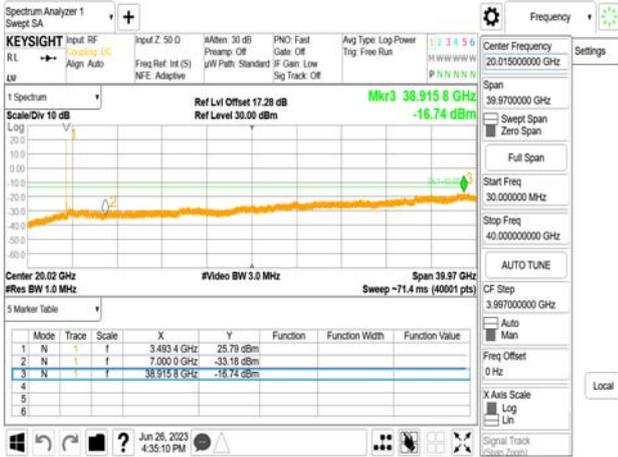 Spectrum Analyzer 1
Swept SA
Frequency
KEYSIGHT
Input: RF
Coupling: DC
Align: Auto
Input Z: 50 Ω
Freq Ref: Int (S)
NFE: Adaptive
#Atten: 30 dB
Preamp: Off
µW Path: Standard
PNO: Fast
Gate: Off
IF Gain: Low
Sig Track: Off
Avg Type: Log-Power
Trig: Free Run
1 2 3 4 5 6
M W W W W W
P N N N N N
RL
Settings
Center Frequency
20.015000000 GHz
Span
39.9700000 GHz
Swept Span
Zero Span
Full Span
Start Freq
30.000000 MHz
Stop Freq
40.000000000 GHz
AUTO TUNE
CF Step
3.997000000 GHz
Auto
Man
Freq Offset
0 Hz
X Axis Scale
Log
Lin
Signal Track
(Span Zoom)
Local
1 Spectrum
Scale/Div 10 dB
Ref Lvl Offset 17.28 dB
Ref Level 30.00 dBm
Mkr3 38.915 8 GHz
-16.74 dBm
Log
20.0
10.0
0.00
-10.0
-20.0
-30.0
-40.0
-50.0
-60.0
1
2
3
Center 20.02 GHz
#Res BW 1.0 MHz
#Video BW 3.0 MHz
Span 39.97 GHz
Sweep ~71.4 ms (40001 pts)
5 Marker Table
Mode Trace Scale X Y Function Function Width Function Value
1 N 1 f 3.493 4 GHz 25.79 dBm
2 N 1 f 7.000 0 GHz -33.18 dBm
3 N 1 f 38.915 8 GHz -16.74 dBm
4
5
6
Jun 26, 2023
4:35:10 PM